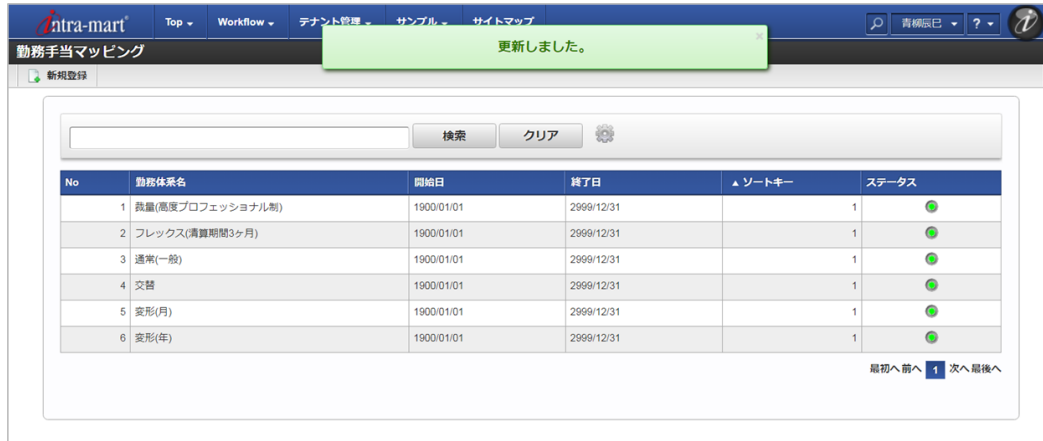 intra-mart Top Workflow テナント管理 サンプル サイトマップ 青柳辰巳 ?
更新しました。 ×
勤務手当マッピング
新規登録
検索 クリア
No 勤務体系名 開始日 終了日 ▲ソートキー ステータス
1 裁量(高度プロフェッショナル制) 1900/01/01 2999/12/31 1
2 フレックス(清算期間3ヶ月) 1900/01/01 2999/12/31 1
3 通常(一般) 1900/01/01 2999/12/31 1
4 交替 1900/01/01 2999/12/31 1
5 変形(月) 1900/01/01 2999/12/31 1
6 変形(年) 1900/01/01 2999/12/31 1
最初へ 前へ 1 次へ 最後へ